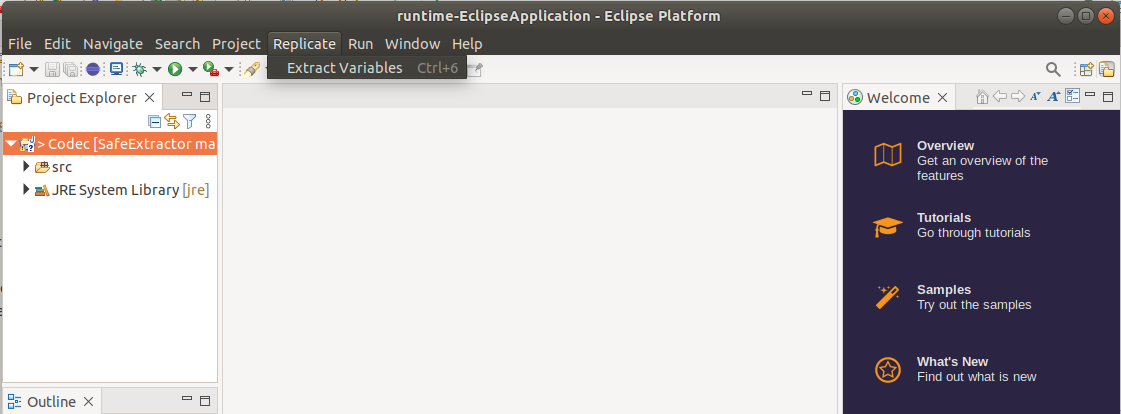 runtime-EclipseApplication - Eclipse Platform
File Edit Navigate Search Project Replicate Run Window Help
Extract Variables Ctrl+6
Project Explorer
Welcome
> Codec [SafeExtractor ma
src
JRE System Library [jre]
Overview
Get an overview of the
features
Tutorials
Go through tutorials
Samples
Try out the samples
What's New
Find out what is new
Outline